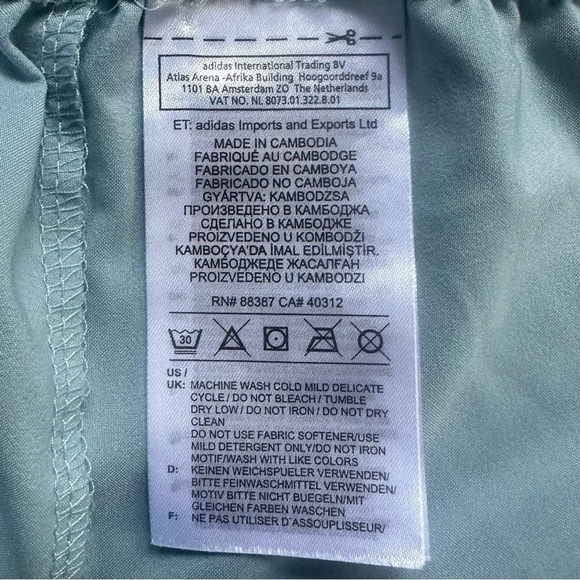 adidas International Trading BV
Atlas Arena -Afrika Building Hoogoorddreef 9a
1101 BA Amsterdam ZO The Netherlands
VAT NO. NL 8073.01.322.B.01
ET: adidas Imports and Exports Ltd
MADE IN CAMBODIA
FABRIQUÉ AU CAMBODGE
FABRICADO EN CAMBOYA
FABRICADO NO CAMBOJA
GYÁRTVA: KAMBODZSA
ПРОИЗВЕДЕНО В КАМБОДЖА
СДЕЛАНО В КАМБОДЖЕ
PROIZVEDENO U KOMBODŽI
KAMBOÇYA'DA İMAL EDİLMİŞTİR.
КАМБОДЖЕДЕ ЖАСАЛҒАН
PROIZVEDENO U KAMBODZI
RN# 88387 CA# 40312
30
US /
UK: MACHINE WASH COLD MILD DELICATE
CYCLE / DO NOT BLEACH / TUMBLE
DRY LOW / DO NOT IRON / DO NOT DRY
CLEAN
DO NOT USE FABRIC SOFTENER/USE
MILD DETERGENT ONLY/DO NOT IRON
MOTIF/WASH WITH LIKE COLORS
D: KEINEN WEICHSPUELER VERWENDEN/
BITTE FEINWASCHMITTEL VERWENDEN/
MOTIV BITTE NICHT BUEGELN/MIT
GLEICHEN FARBEN WASCHEN
F: NE PAS UTILISER D'ASSOUPLISSEUR/